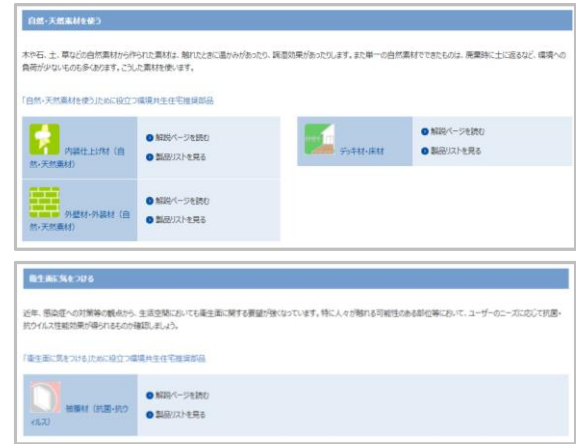 自然・天然素材を使う
木や石、土、草などの自然素材から作られた素材は、触れたときに温かみがあったり、調湿効果があったりします。また単一の自然素材でできたものは、廃棄時に土に返るなど、環境への
負荷が少ないものも多くあります。こうした素材を使います。
「自然・天然素材を使う」ために役立つ環境共生住宅推奨部品
内装仕上げ材（自
然・天然素材）
解説ページを読む
製品リストを見る
デッキ材・床材
解説ページを読む
製品リストを見る
外壁材・外装材（自
然・天然素材）
解説ページを読む
製品リストを見る
衛生面に気をつける
近年、感染症への対策等の観点から、生活空間においても衛生面に関する要望が強くなっています。特に人々が触れる可能性のある部位等において、ユーザーのニーズに応じて抗菌・
抗ウイルス性能効果が得られるものか確認しましょう。
「衛生面に気をつける」ために役立つ環境共生住宅推奨部品
被覆材（抗菌・抗ウ
イルス）
解説ページを読む
製品リストを見る